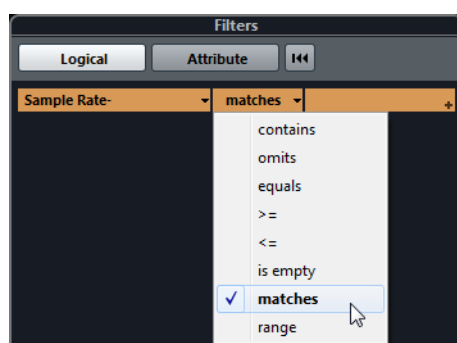 Filters
Logical Attribute
Sample Rate- matches +
contains
omits
equals
>=
<=
is empty
✓ matches
range